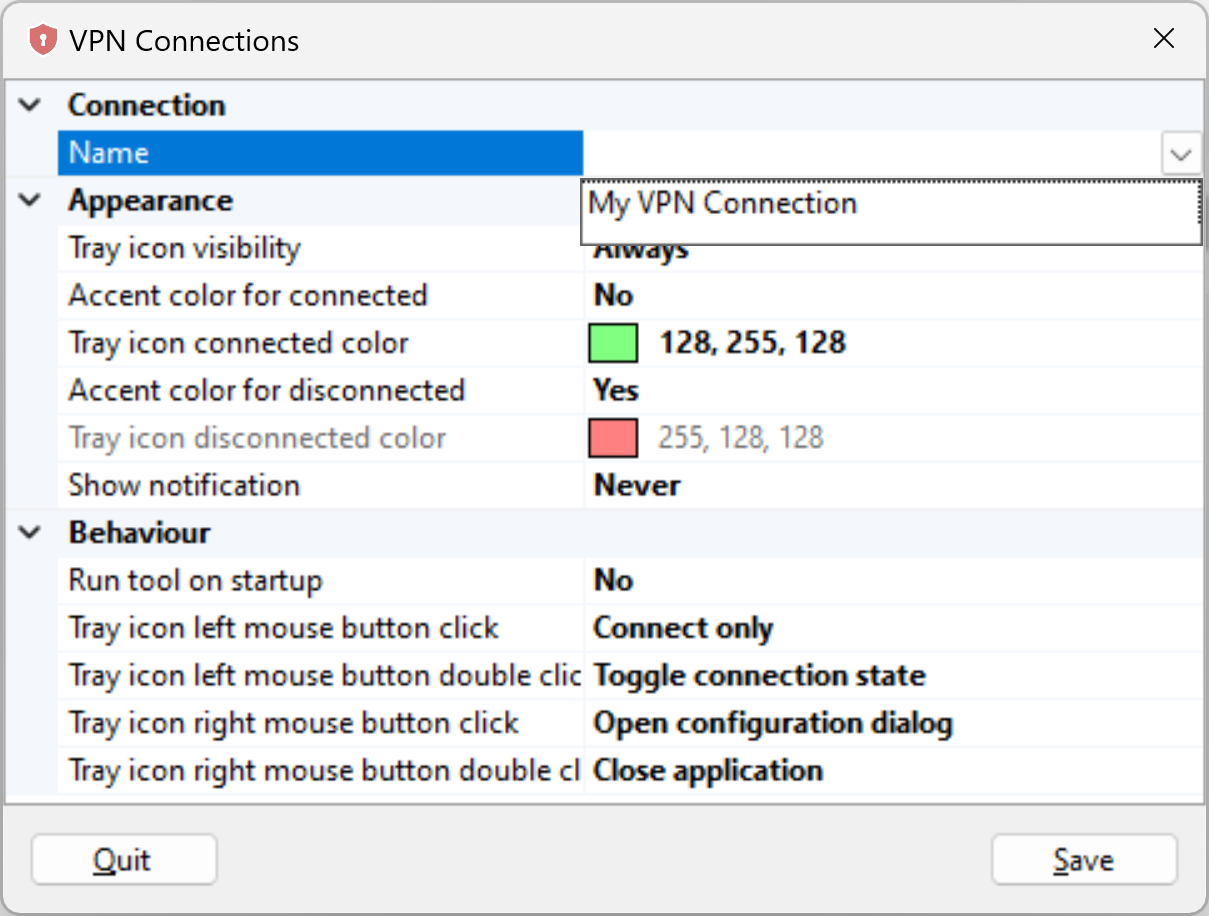 VPN Connections
Connection
Name
My VPN Connection
Appearance
Tray icon visibility Always
Accent color for connected No
Tray icon connected color 128, 255, 128
Accent color for disconnected Yes
Tray icon disconnected color 255, 128, 128
Show notification Never
Behaviour
Run tool on startup No
Tray icon left mouse button click Connect only
Tray icon left mouse button double clic Toggle connection state
Tray icon right mouse button click Open configuration dialog
Tray icon right mouse button double cl Close application
Quit Save